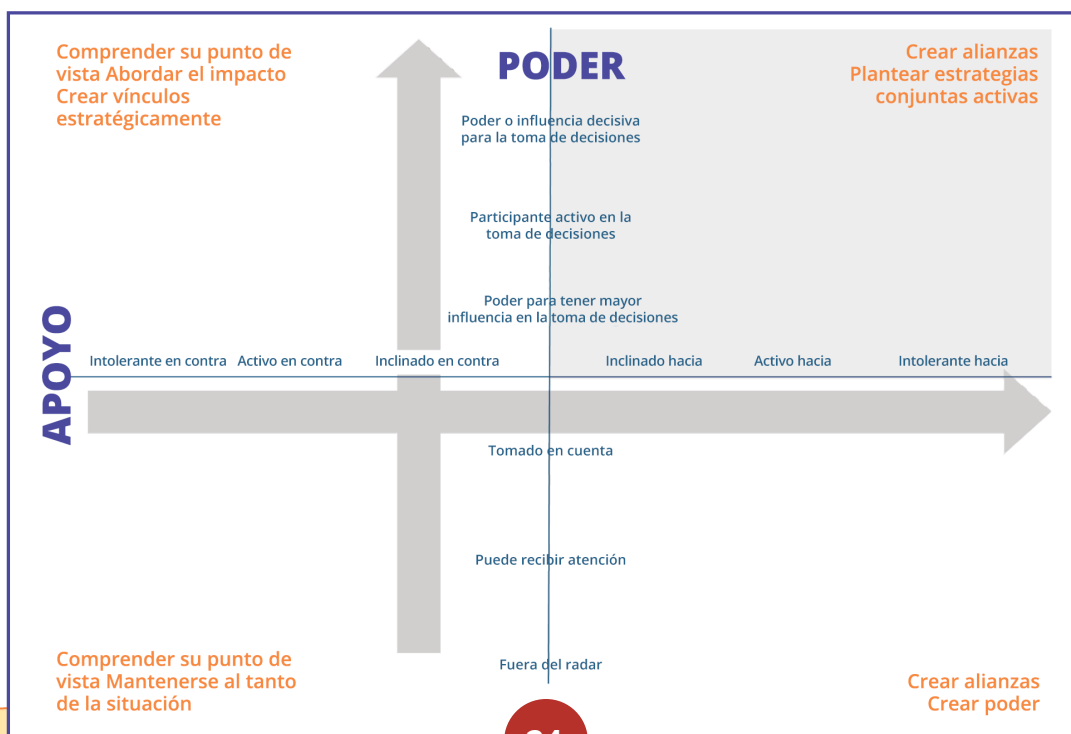 Comprender su punto de
vista Abordar el impacto
Crear vínculos
estratégicamente
PODER
Crear alianzas
Plantear estrategias
conjuntas activas
Poder o influencia decisiva
para la toma de decisiones
Participante activo en la
toma de decisiones
Poder para tener mayor
influencia en la toma de decisiones
APOYO
Intolerante en contra
Activo en contra
Inclinado en contra
Inclinado hacia
Activo hacia
Intolerante hacia
Tomado en cuenta
Puede recibir atención
Fuera del radar
Comprender su punto de
vista Mantenerse al tanto
de la situación
Crear alianzas
Crear poder